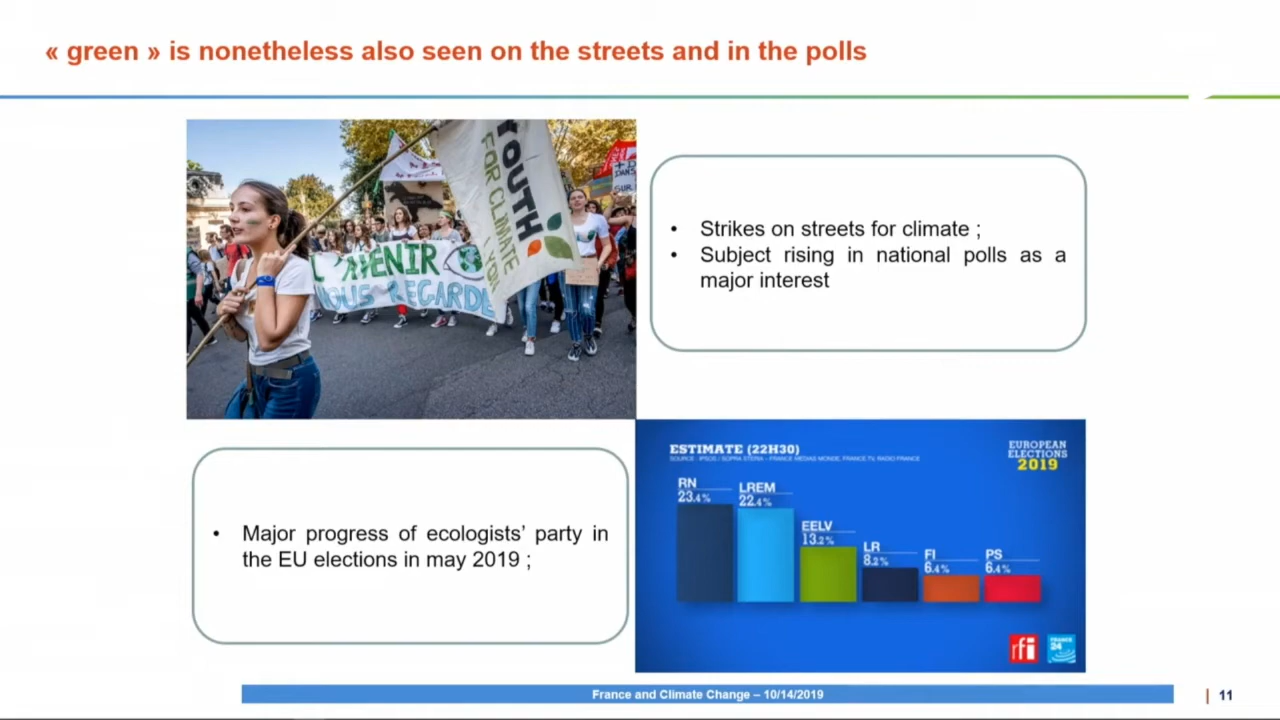 « green » is nonetheless also seen on the streets and in the polls
YOUTH
FOR CLIMATE
LYON
L'AVENIR
NOUS REGARDE
• Strikes on streets for climate ;
• Subject rising in national polls as a
major interest
• Major progress of ecologists' party in
the EU elections in may 2019 ;
ESTIMATE (22H30)
SOURCE : IPSOS / SOPRA STERIA - FRANCE MÉDIAS MONDE, FRANCE TV, RADIO FRANCE
EUROPEAN
ELECTIONS
2019
RN
23.4%
LREM
22.4%
EELV
13.2%
LR
8.2%
FI
6.4%
PS
6.4%
rfi
FRANCE
24
France and Climate Change – 10/14/2019
11